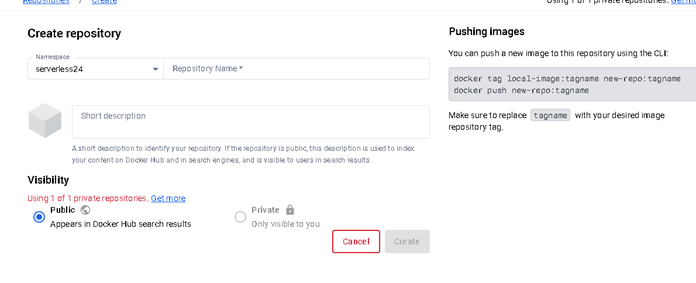 Repositories / Create
Using 1 of 1 private repositories. Get
Create repository
Namespace
serverless24
Repository Name *
Short description
A short description to identify your repository. If the repository is public, this description is used to index
your content on Docker Hub and in search engines, and is visible to users in search results.
Visibility
Using 1 of 1 private repositories. Get more
Public
Appears in Docker Hub search results
Private
Only visible to you
Cancel
Create
Pushing images
You can push a new image to this repository using the CLI:
docker tag local-image:tagname new-repo:tagname
docker push new-repo:tagname
Make sure to replace tagname with your desired image
repository tag.